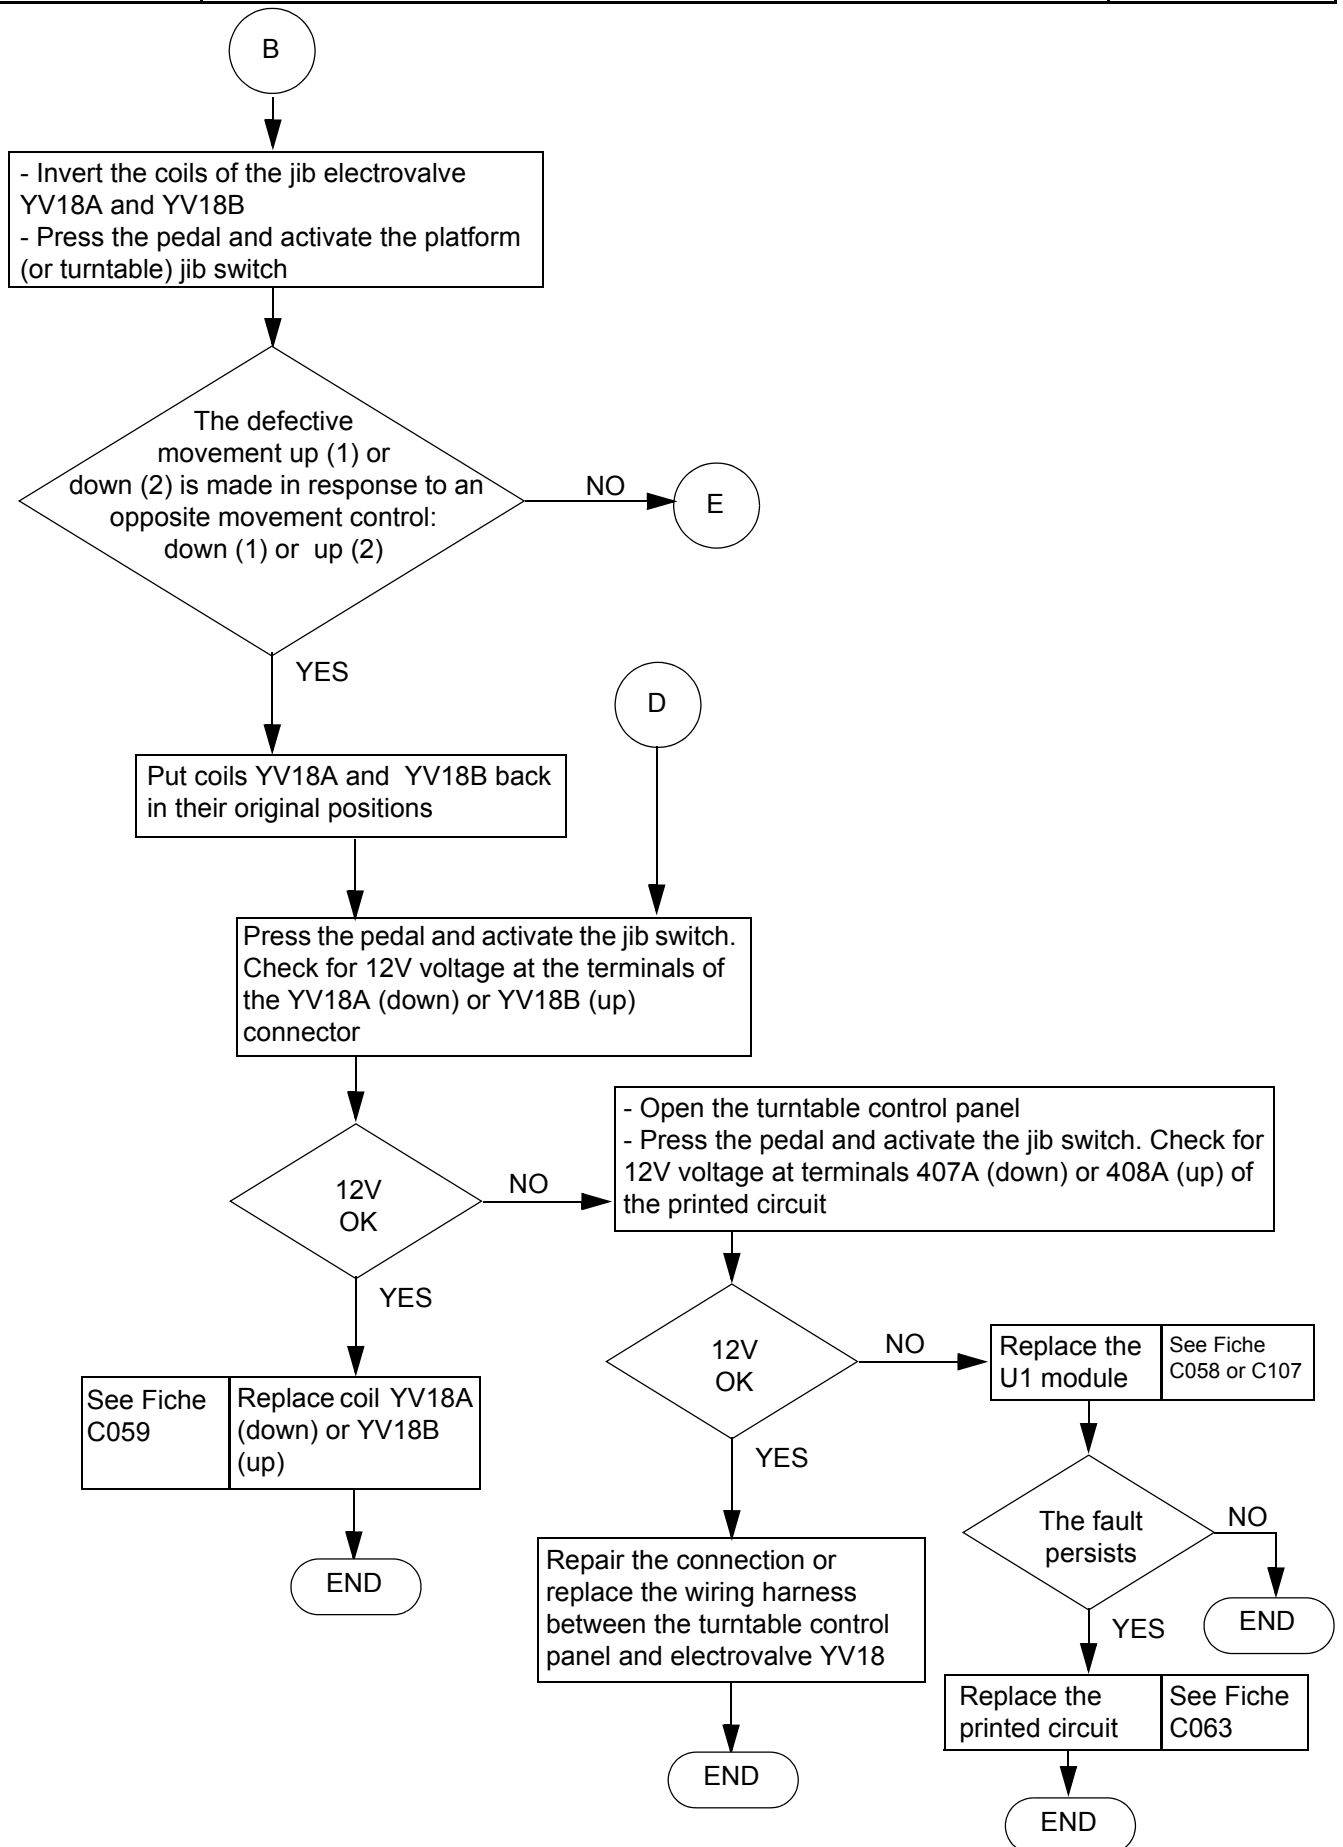 B
- Invert the coils of the jib electrovalve
YV18A and YV18B
- Press the pedal and activate the platform
(or turntable) jib switch
The defective
movement up (1) or
down (2) is made in response to an
opposite movement control:
down (1) or up (2)
NO
E
YES
D
Put coils YV18A and YV18B back
in their original positions
Press the pedal and activate the jib switch.
Check for 12V voltage at the terminals of
the YV18A (down) or YV18B (up)
connector
- Open the turntable control panel
- Press the pedal and activate the jib switch. Check for
12V voltage at terminals 407A (down) or 408A (up) of
the printed circuit
12V
OK
NO
YES
12V
OK
NO
Replace the
U1 module
See Fiche
C058 or C107
See Fiche
C059
Replace coil YV18A
(down) or YV18B
(up)
YES
The fault
persists
NO
END
Repair the connection or
replace the wiring harness
between the turntable control
panel and electrovalve YV18
END
YES
Replace the
printed circuit
See Fiche
C063
END
END